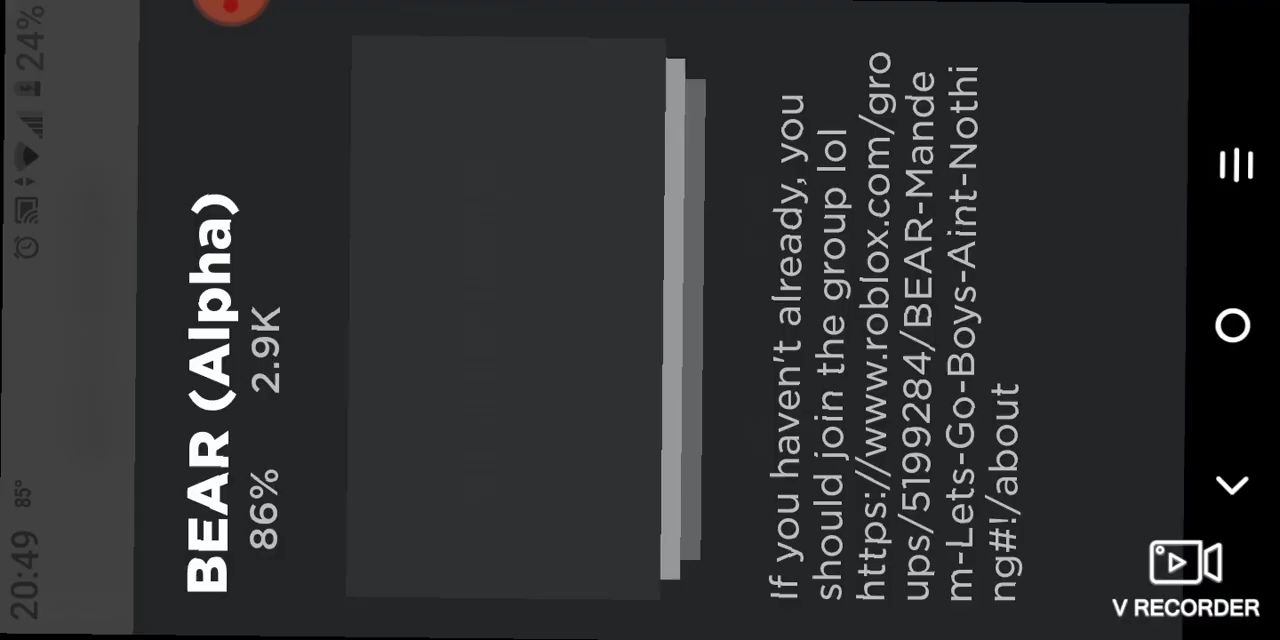 20:49 85° 24%
BEAR (Alpha)
86% 2.9K
If you haven't already, you
should join the group lol
https://www.roblox.com/gro
ups/5199284/BEAR-Mande
m-Lets-Go-Boys-Aint-Nothi
ng#!/about
V RECORDER